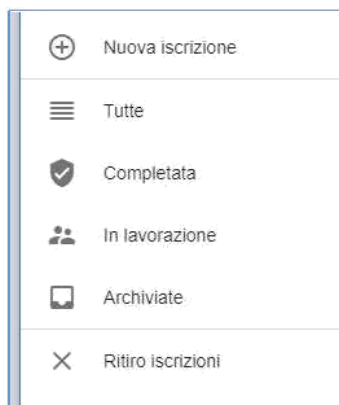 Nuova iscrizione
Tutte
Completata
In lavorazione
Archiviate
Ritiro iscrizioni